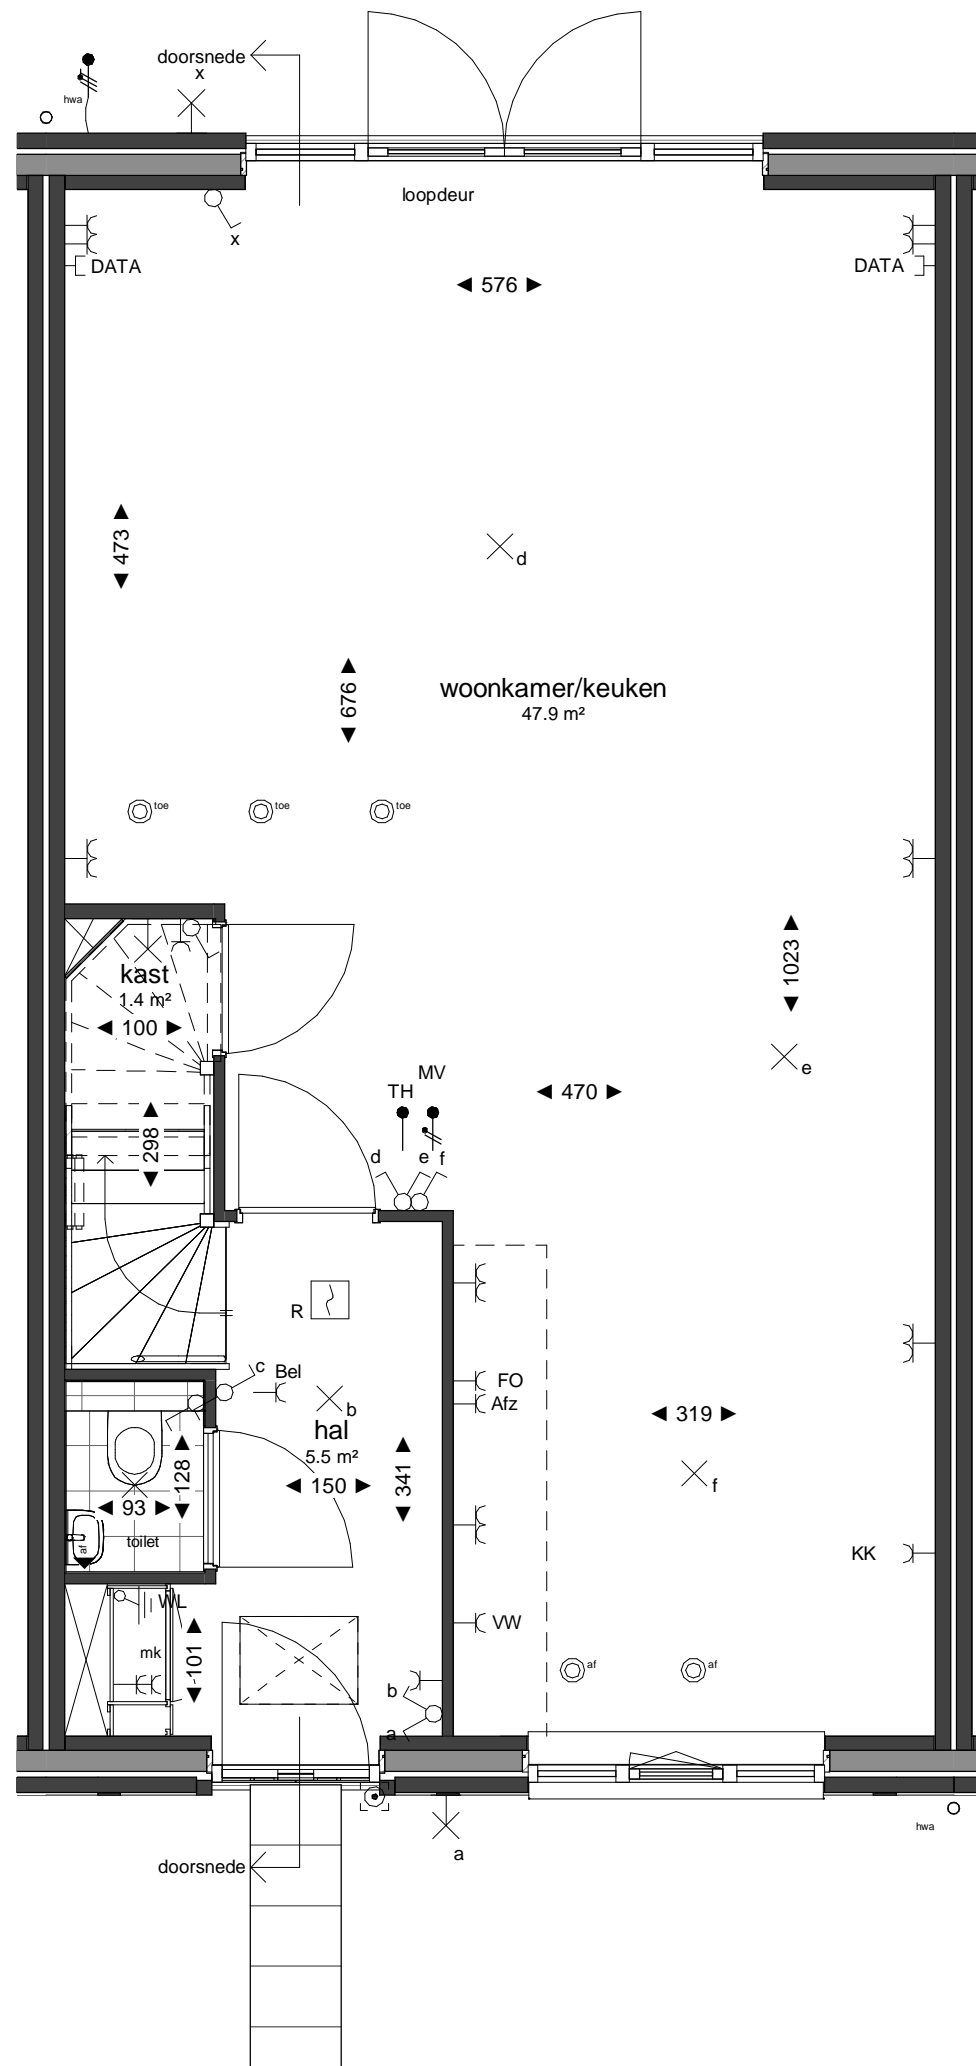 doorsnede
x
hwa
loopdeur
x
DATA
DATA
576
473
d
676
woonkamer/keuken
47.9 m²
toe
toe
toe
kast
1.4 m²
100
1023
e
MV
TH
470
298
d
e
f
R
c
Bel
b
FO
Afz
hal
5.5 m²
319
128
341
150
f
93
toilet
af
KK
WL
VW
mk
101
af
af
b
a
hwa
a
doorsnede